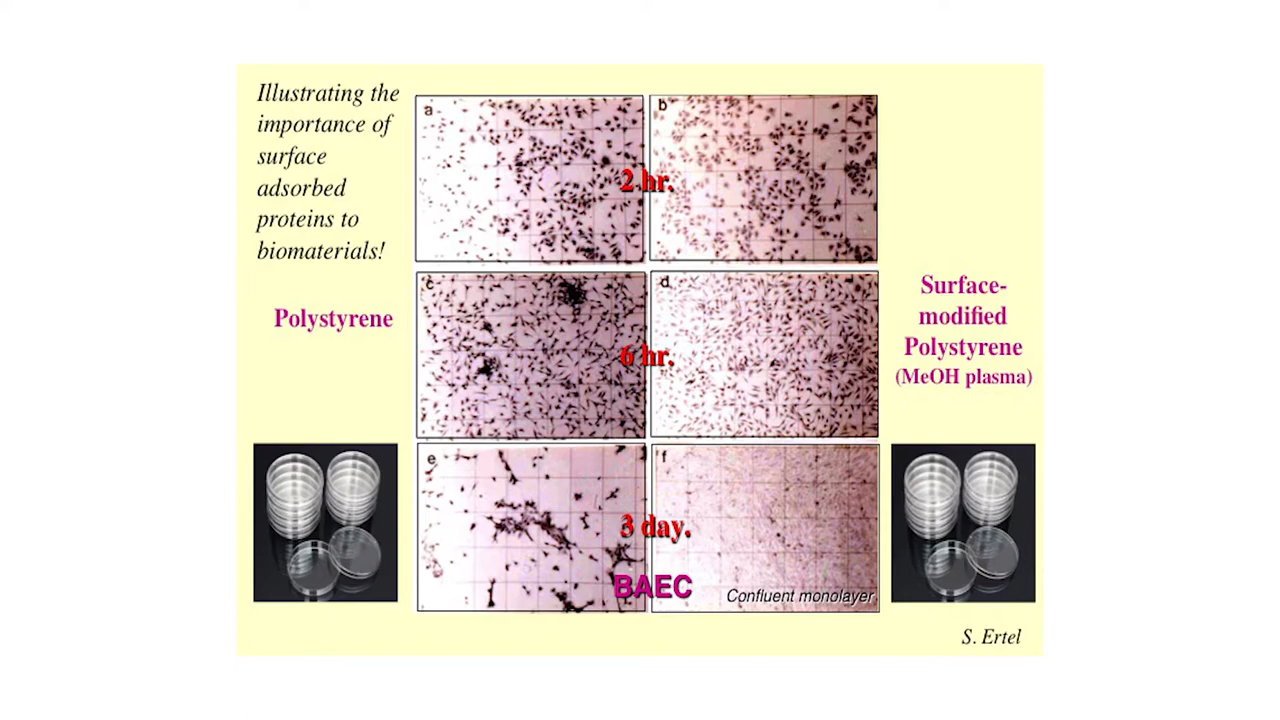 Illustrating the
importance of
surface
adsorbed
proteins to
biomaterials!
Polystyrene
a
b
2 hr.
c
d
6 hr.
e
f
3 day.
BAEC
Confluent monolayer
Surface-
modified
Polystyrene
(MeOH plasma)
S. Ertel